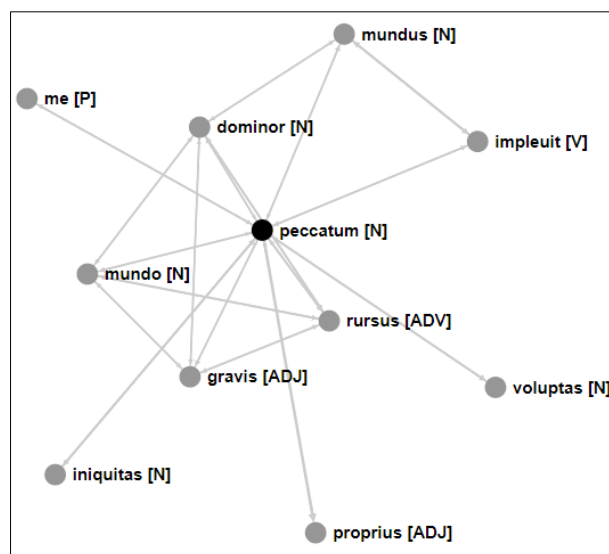 mundus [N]
me [P]
dominor [N]
impleuit [V]
peccatum [N]
mundo [N]
rursus [ADV]
gravis [ADJ]
voluptas [N]
iniquitas [N]
proprius [ADJ]